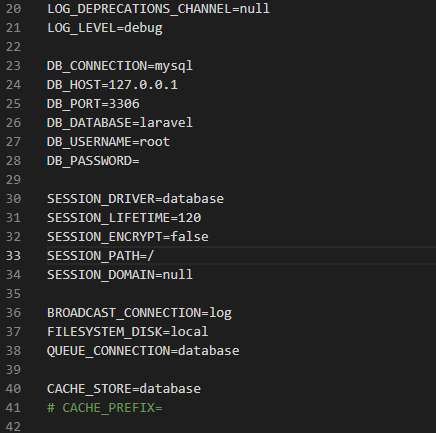 20 LOG_DEPRECATIONS_CHANNEL=null
21 LOG_LEVEL=debug
22
23 DB_CONNECTION=mysql
24 DB_HOST=127.0.0.1
25 DB_PORT=3306
26 DB_DATABASE=laravel
27 DB_USERNAME=root
28 DB_PASSWORD=
29
30 SESSION_DRIVER=database
31 SESSION_LIFETIME=120
32 SESSION_ENCRYPT=false
33 SESSION_PATH=/
34 SESSION_DOMAIN=null
35
36 BROADCAST_CONNECTION=log
37 FILESYSTEM_DISK=local
38 QUEUE_CONNECTION=database
39
40 CACHE_STORE=database
41 # CACHE_PREFIX=
42